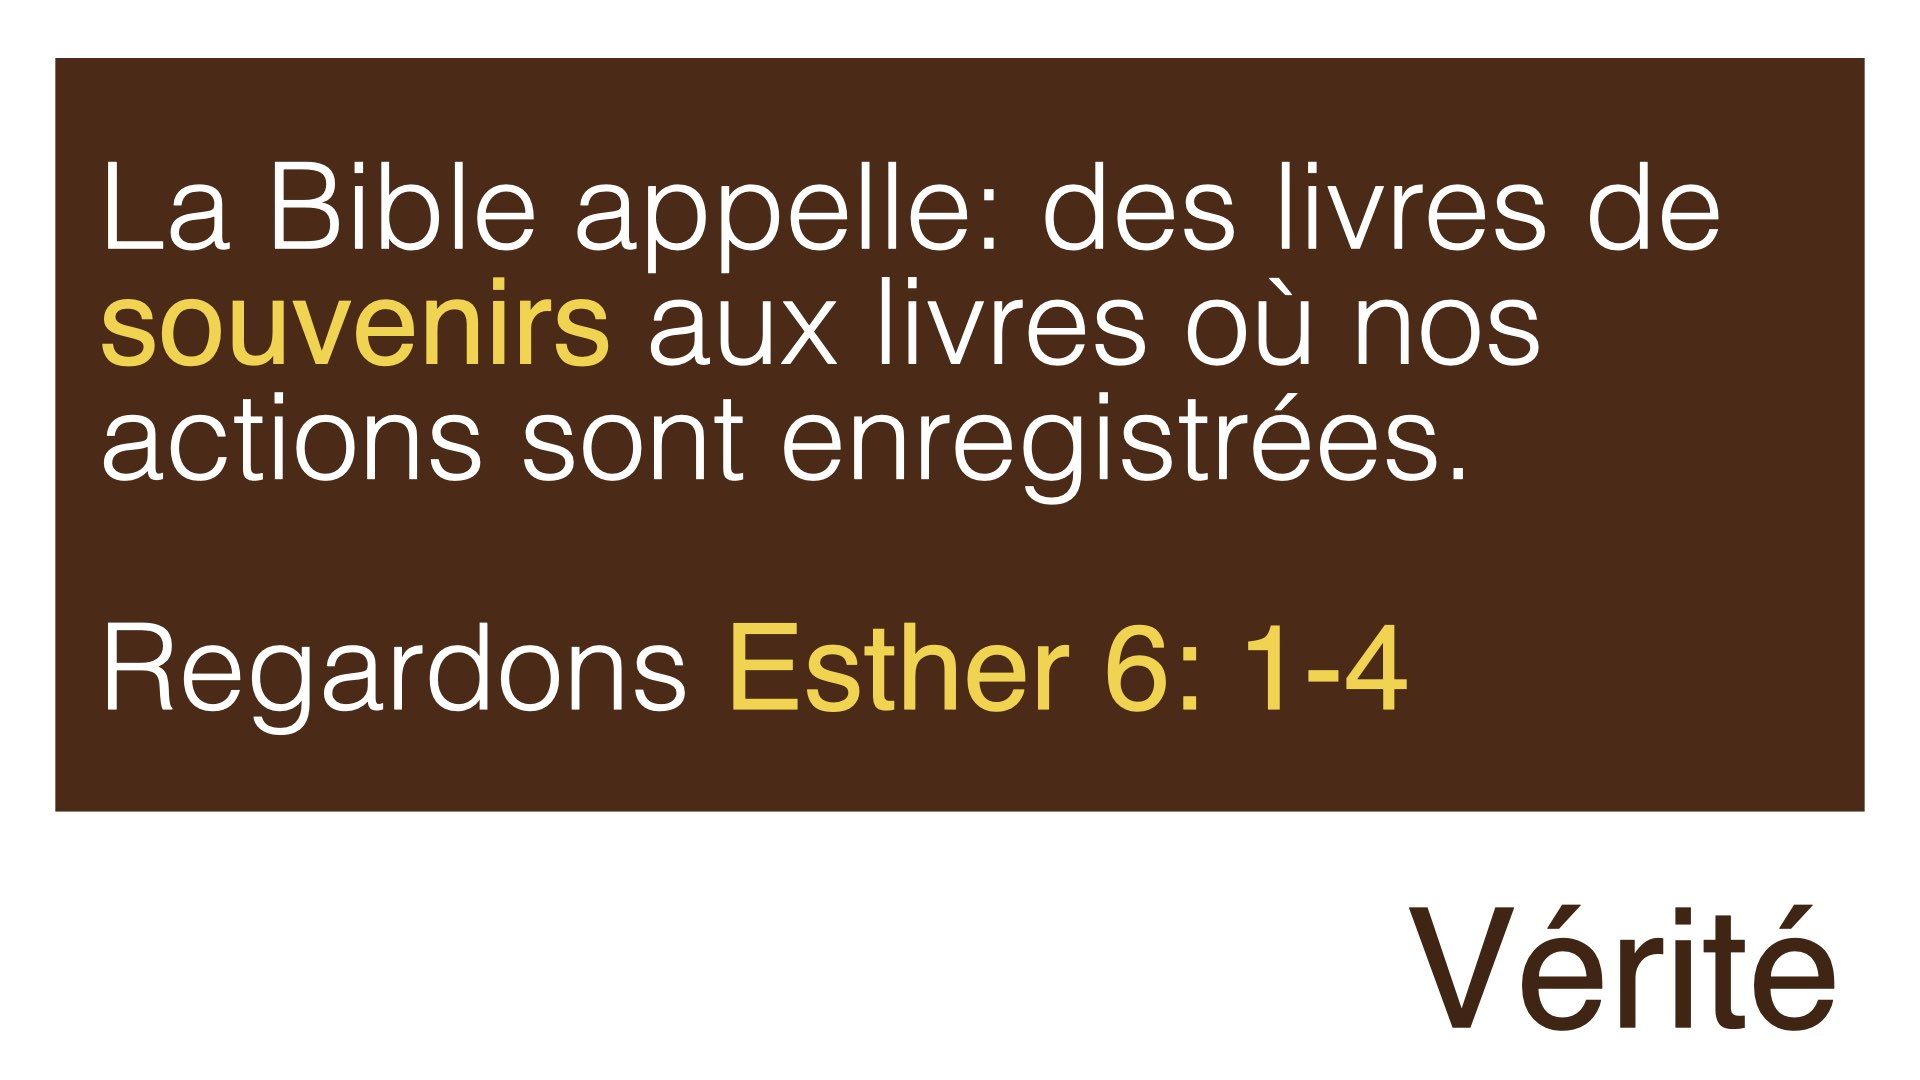 La Bible appelle: des livres de
souvenirs aux livres où nos
actions sont enregistrées.
Regardons Esther 6: 1-4
Vérité